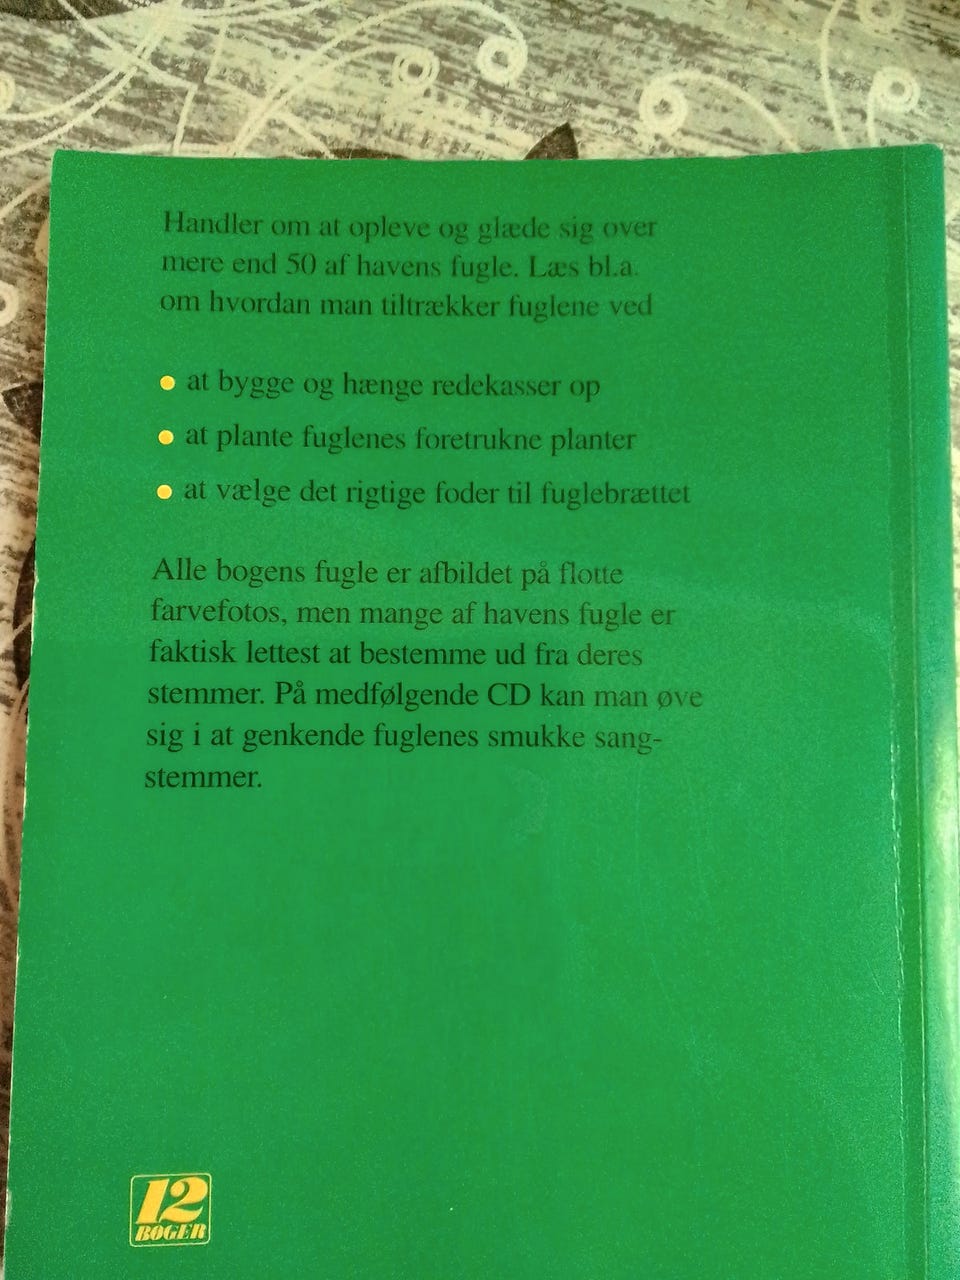 Handler om at opleve og glæde sig over
mere end 50 af havens fugle. Læs bl.a.
om hvordan man tiltrækker fuglene ved
at bygge og hænge redekasser op
at plante fuglenes foretrukne planter
at vælge det rigtige foder til fuglebrættet
Alle bogens fugle er afbildet på flotte
farvefotos, men mange af havens fugle er
faktisk lettest at bestemme ud fra deres
stemmer. På medfølgende CD kan man øve
sig i at genkende fuglenes smukke sang-
stemmer.
12
BØGER